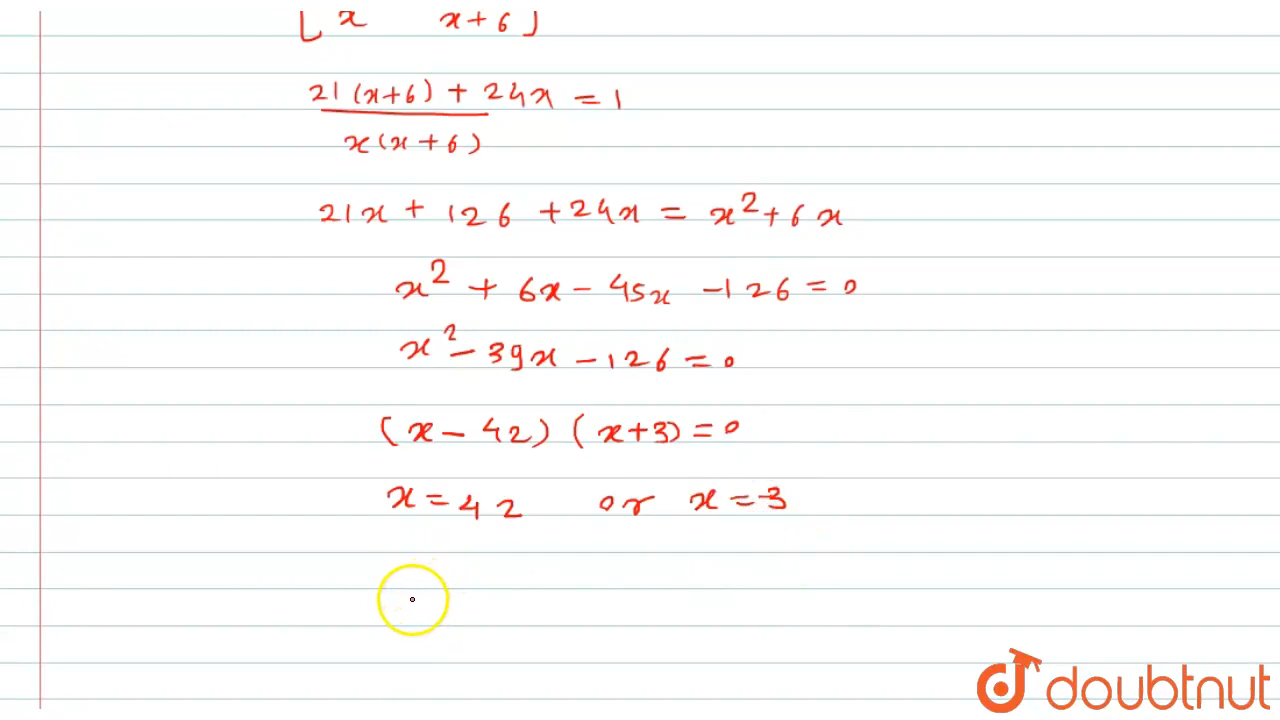 [ x x + 6 ]
21 (x+6) + 24x = 1
x (x + 6)
21x + 126 + 24x = x² + 6x
x² + 6x - 45x - 126 = 0
x² - 39x - 126 = 0
(x - 42) (x + 3) = 0
x = 42 or x = -3
doubtnut